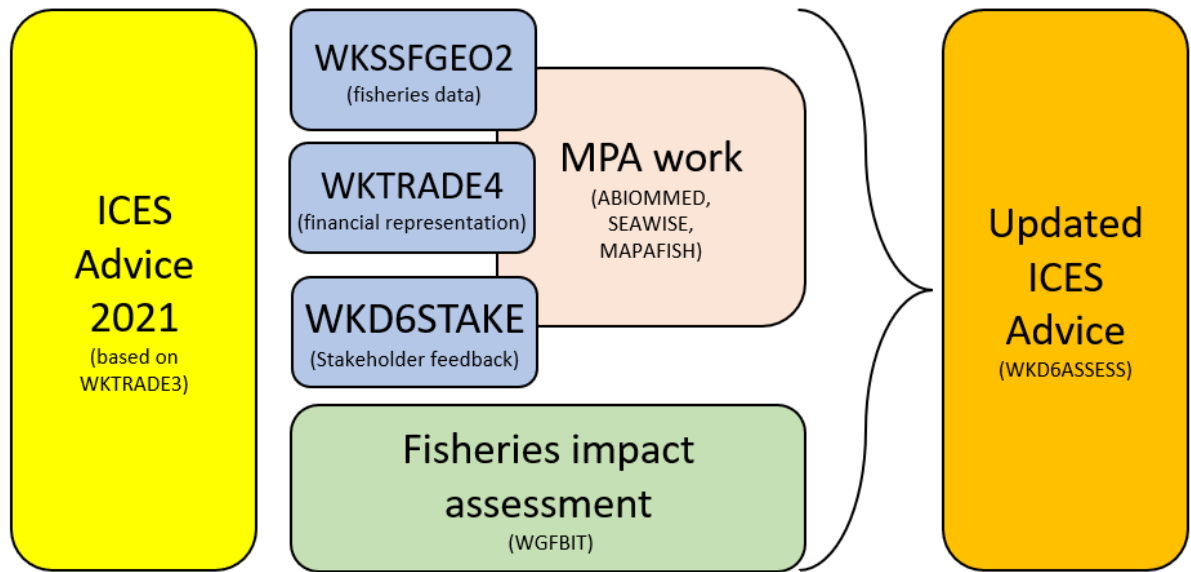 ICES
Advice
2021
(based on
WKTRADE3)
WKSSFGEO2
(fisheries data)
WKTRADE4
(financial representation)
WKD6STAKE
(Stakeholder feedback)
MPA work
(ABIOMMED,
SEAWISE,
MAPAFISH)
Fisheries impact
assessment
(WGFBIT)
Updated
ICES
Advice
(WKD6ASSESS)